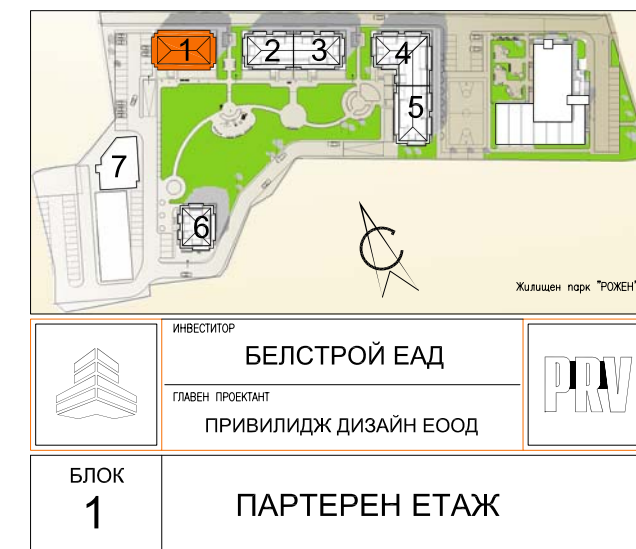 1
2
3
4
5
6
7
С
Жилищен парк "РОЖЕН"
ИНВЕСТИТОР
БЕЛСТРОЙ ЕАД
ГЛАВЕН ПРОЕКТАНТ
ПРИВИЛИДЖ ДИЗАЙН ЕООД
PRV
БЛОК
1
ПАРТЕРЕН ЕТАЖ